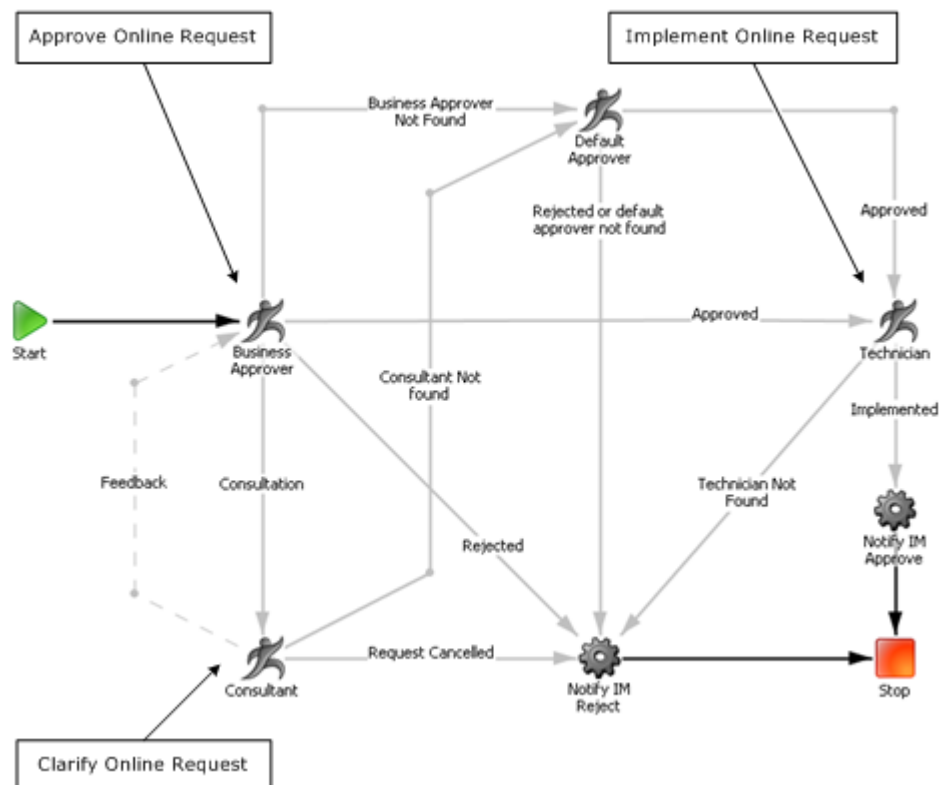 Approve Online Request
Implement Online Request
Business Approver
Not Found
Default
Approver
Rejected or default
approver not found
Approved
Start
Business
Approver
Approved
Technician
Consultant Not
found
Implemented
Feedback
Consultation
Technician Not
Found
Rejected
Notify IM
Approve
Request Cancelled
Consultant
Notify IM
Reject
Stop
Clarify Online Request